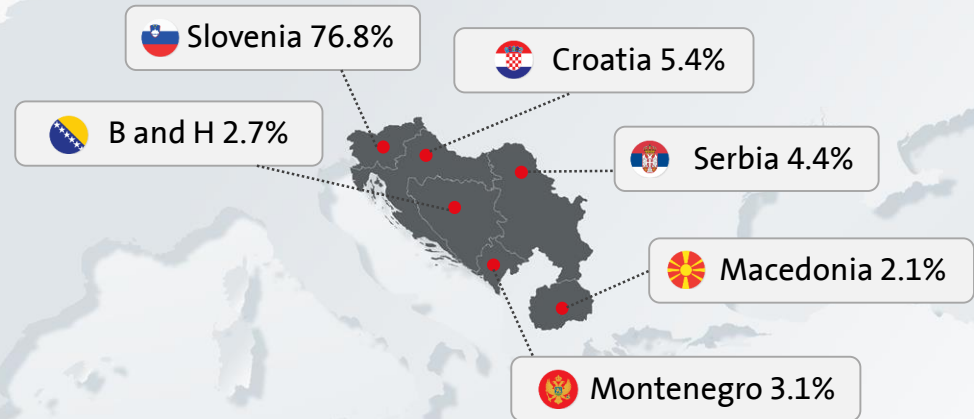 Slovenia 76.8%
Croatia 5.4%
B and H 2.7%
Serbia 4.4%
Macedonia 2.1%
Montenegro 3.1%